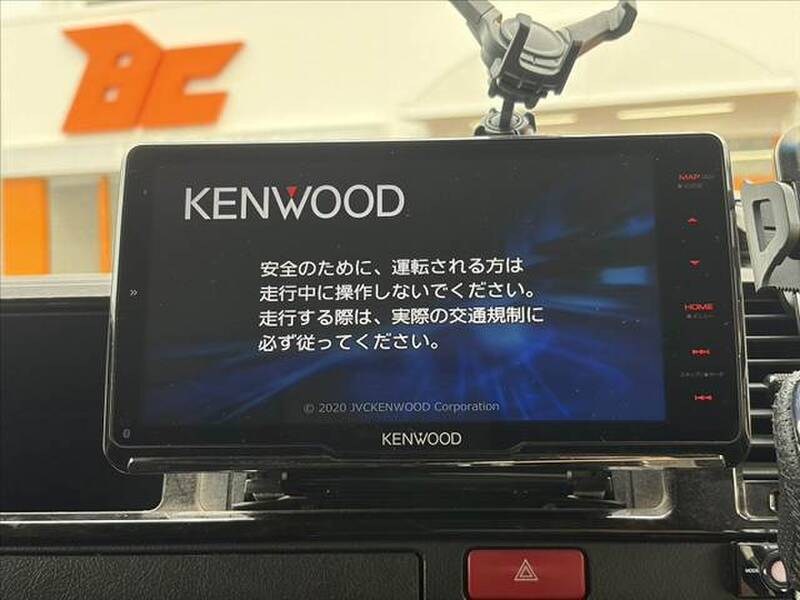 BC
KENWOOD
安全のために、運転される方は
走行中に操作しないでください。
走行する際は、実際の交通規制に
必ず従ってください。
© 2020 JVCKENWOOD Corporation
KENWOOD
MAP
HOME
MODE